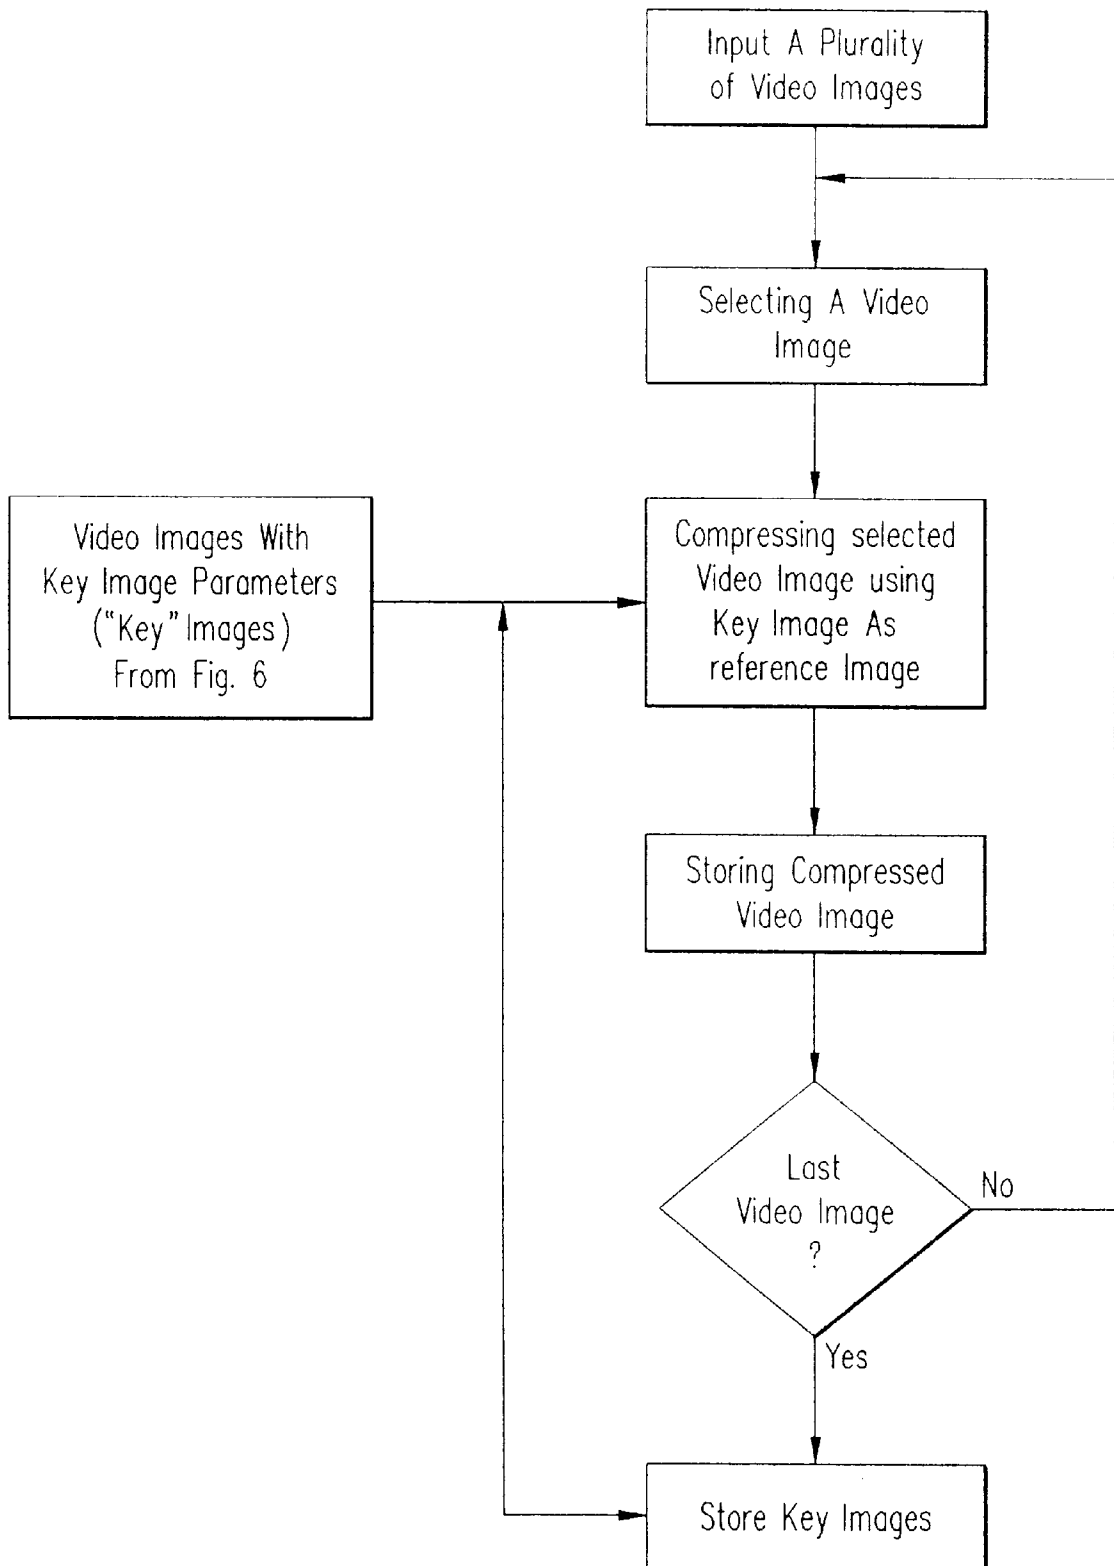 Input A Plurality
of Video Images
Selecting A Video
Image
Video Images With
Key Image Parameters
("Key" Images)
From Fig. 6
Compressing selected
Video Image using
Key Image As
reference Image
Storing Compressed
Video Image
Last
Video Image
?
No
Yes
Store Key Images